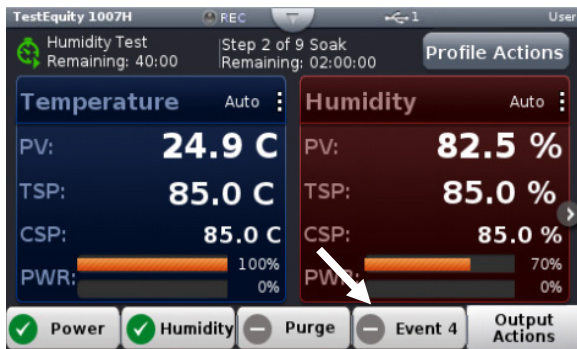 TestEquity 1007H REC 1 User
Humidity Test
Remaining: 40:00
Step 2 of 9 Soak
Remaining: 02:00:00
Profile Actions
Temperature Auto
PV: 24.9 C
TSP: 85.0 C
CSP: 85.0 C
PWR: 100%
0%
Humidity Auto
PV: 82.5 %
TSP: 85.0 %
CSP: 85.0 %
PWR: 70%
0%
Power
Humidity
Purge
Event 4
Output
Actions